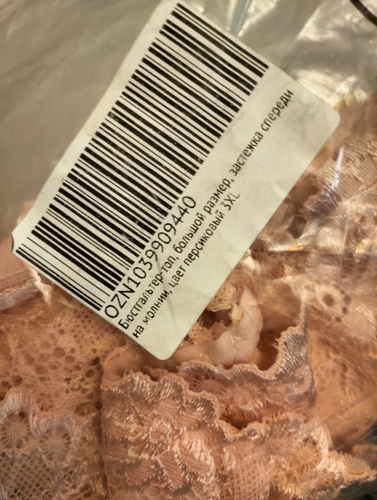 OZN1039909440
Бюстгальтер-топ, большой размер, застежка спереди
на молнии, цвет персиковый 3XL